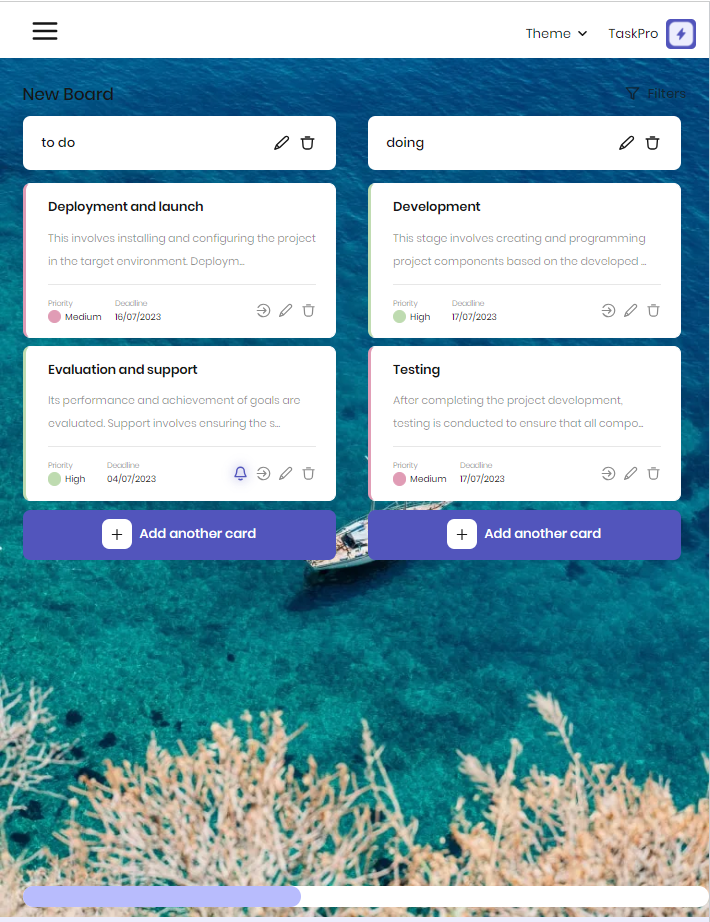 Theme
TaskPro
New Board
Filters
to do
Deployment and launch
This involves installing and configuring the project
in the target environment. Deploym...
Priority
Medium
Deadline
16/07/2023
Evaluation and support
Its performance and achievement of goals are
evaluated. Support involves ensuring the s...
Priority
High
Deadline
04/07/2023
+ Add another card
doing
Development
This stage involves creating and programming
project components based on the developed ...
Priority
High
Deadline
17/07/2023
Testing
After completing the project development,
testing is conducted to ensure that all compo...
Priority
Medium
Deadline
17/07/2023
+ Add another card